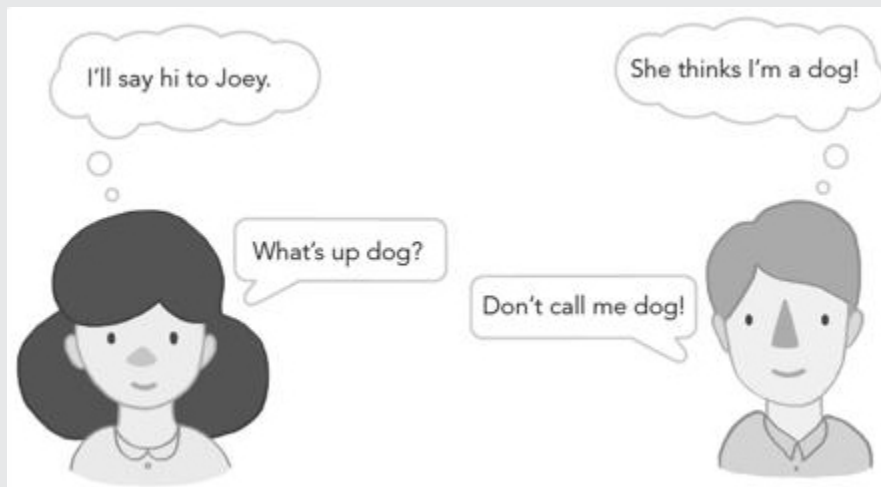 I'll say hi to Joey.
She thinks I'm a dog!
What's up dog?
Don't call me dog!